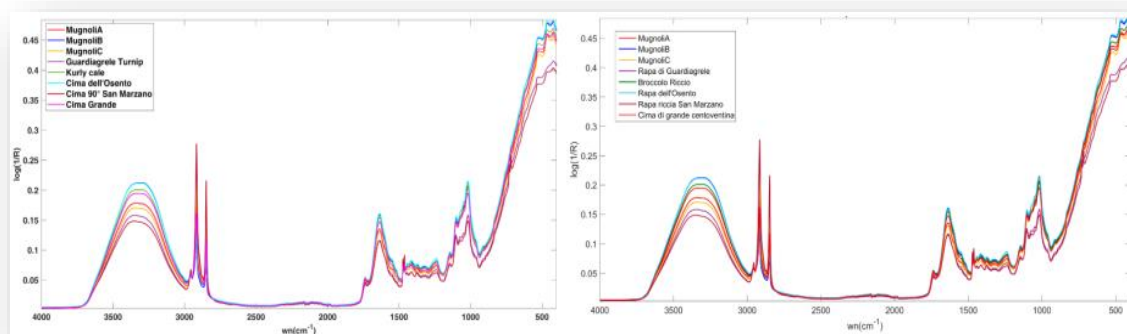 0.45
0.4
0.35
0.3
0.25
0.2
0.15
0.1
0.05
log(1/R)
MugnoliA
MugnoliB
MugnoliC
Guardiagrele Turnip
Kurly cale
Cima dell'Osento
Cima 90° San Marzano
Cima Grande
4000 3500 3000 2500 2000 1500 1000 500
wn(cm⁻¹)
0.45
0.4
0.35
0.3
0.25
0.2
0.15
0.1
0.05
log(1/R)
MugnoliA
MugnoliB
MugnoliC
Rapa di Guardiagrele
Broccolo Riccio
Rapa dell'Osento
Rapa riccia San Marzano
Cima di grande centoventina
4000 3500 3000 2500 2000 1500 1000 500
wn(cm⁻¹)